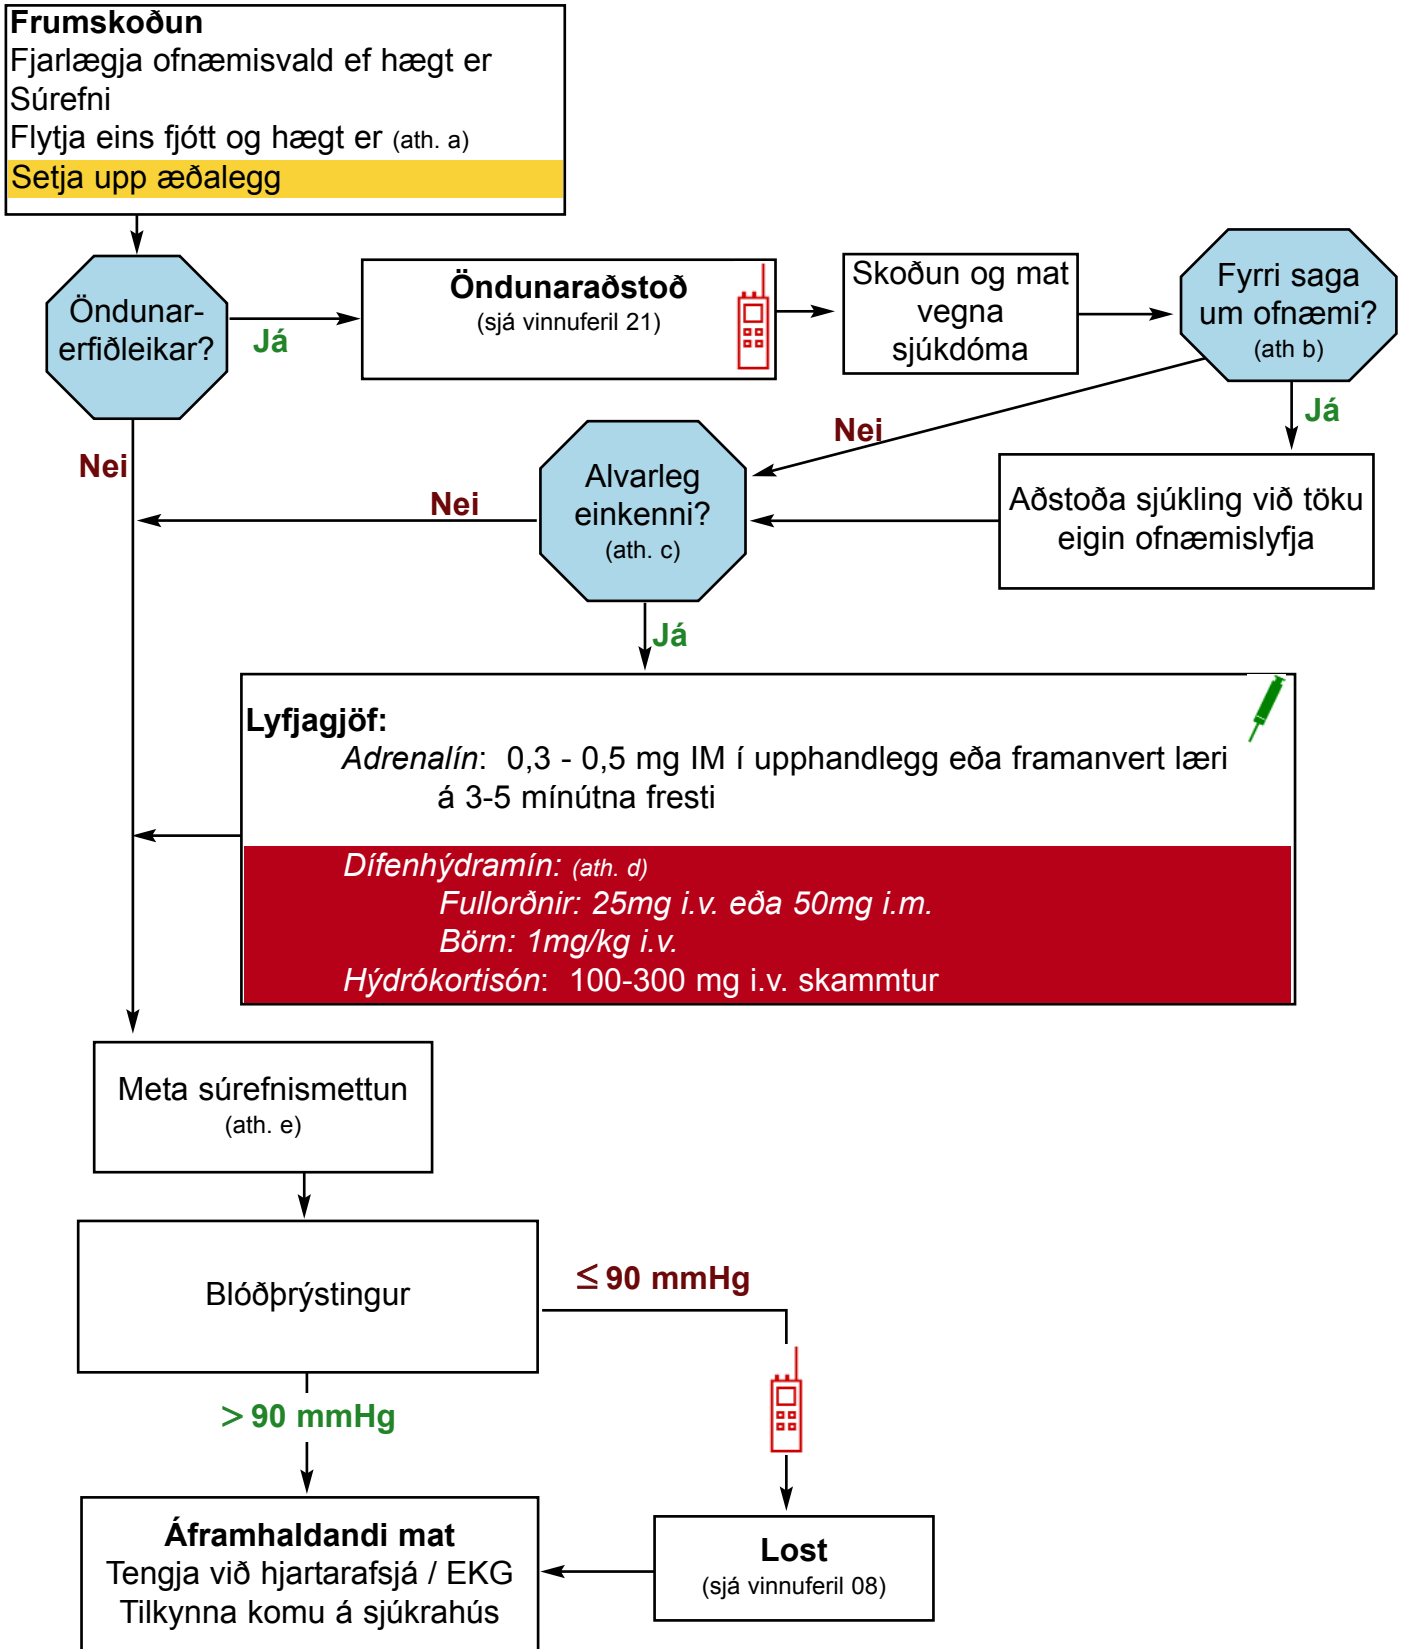 Frumskoðun
Fjarlægja ofnæmisvald ef hægt er
Súrefni
Flytja eins fjótt og hægt er (ath. a)
Setja upp æðalegg
Öndunar-
erfiðleikar?
Já
Öndunaraðstoð
(sjá vinnuferil 21)
Skoðun og mat
vegna
sjúkdóma
Fyrri saga
um ofnæmi?
(ath b)
Já
Nei
Aðstoða sjúkling við töku
eigin ofnæmislyfja
Alvarleg
einkenni?
(ath. c)
Nei
Nei
Já
Lyfjagjöf:
Adrenalín: 0,3 - 0,5 mg IM í upphandlegg eða framanvert læri
á 3-5 mínútna fresti
Dífenhýdramín: (ath. d)
Fullorðnir: 25mg i.v. eða 50mg i.m.
Börn: 1mg/kg i.v.
Hýdrókortisón: 100-300 mg i.v. skammtur
Meta súrefnismettun
(ath. e)
Blóðþrýstingur
≤ 90 mmHg
> 90 mmHg
Áframhaldandi mat
Tengja við hjartarafsjá / EKG
Tilkynna komu á sjúkrahús
Lost
(sjá vinnuferil 08)